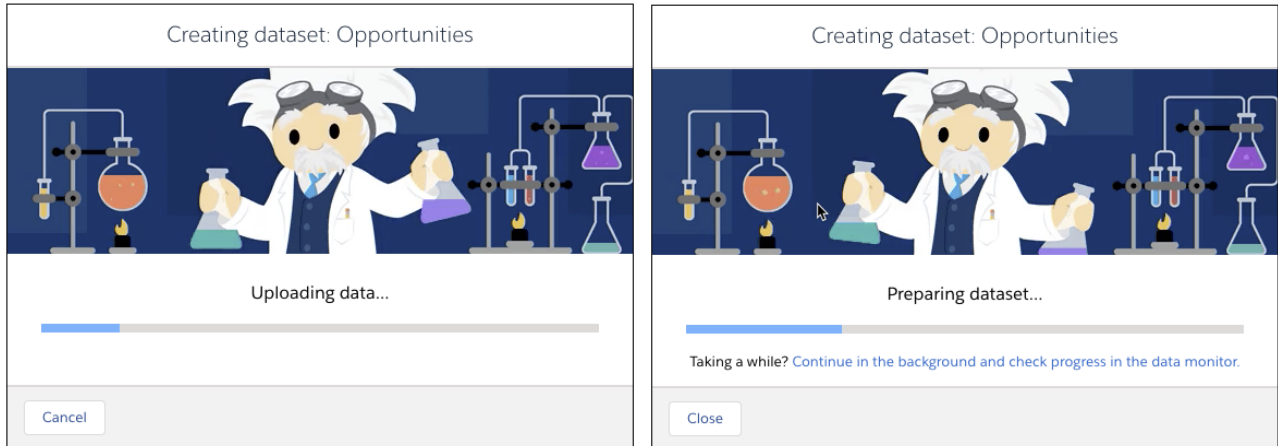 Creating dataset: Opportunities
Uploading data...
Cancel
Creating dataset: Opportunities
Preparing dataset...
Taking a while? Continue in the background and check progress in the data monitor.
Close